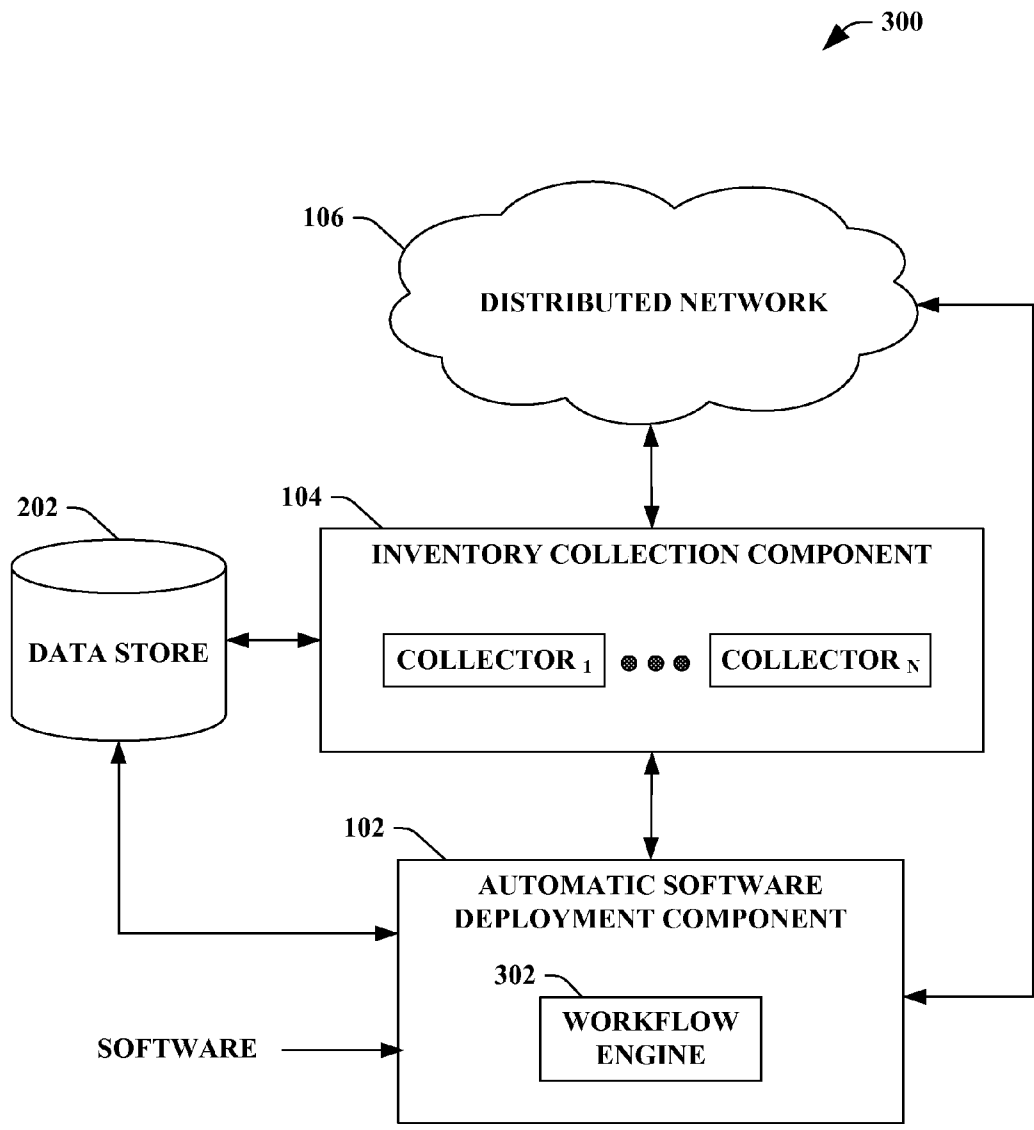 300
106
DISTRIBUTED NETWORK
104
202
INVENTORY COLLECTION COMPONENT
DATA STORE
COLLECTOR 1
COLLECTOR N
102
AUTOMATIC SOFTWARE
DEPLOYMENT COMPONENT
302
WORKFLOW
ENGINE
SOFTWARE